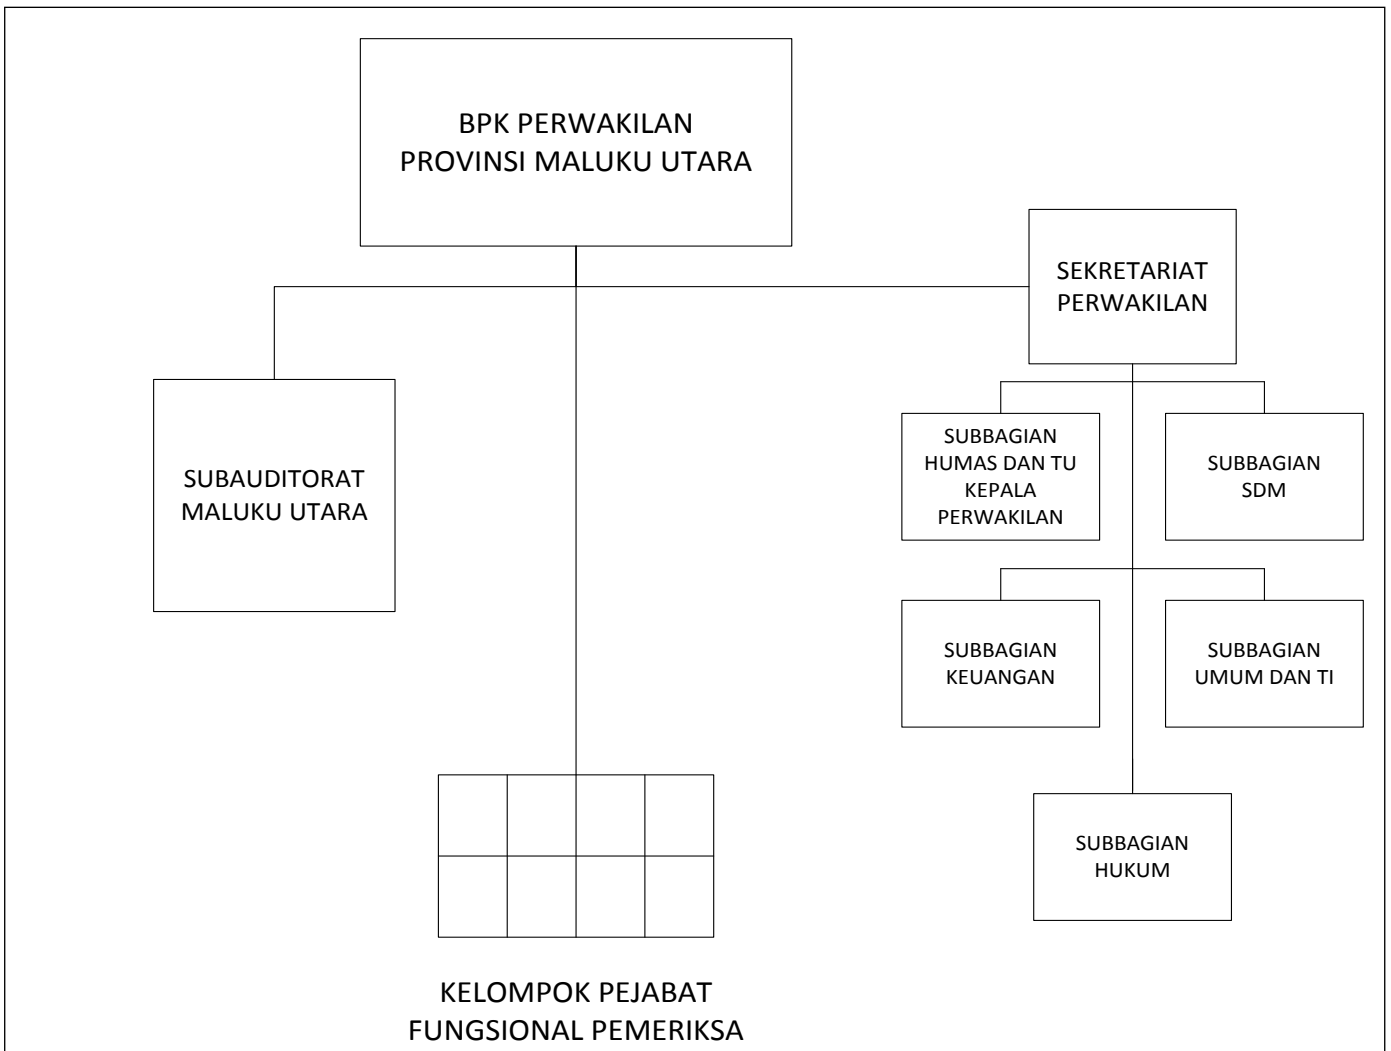 BPK PERWAKILAN
PROVINSI MALUKU UTARA
SEKRETARIAT
PERWAKILAN
SUBAUDITORAT
MALUKU UTARA
SUBBAGIAN
HUMAS DAN TU
KEPALA
PERWAKILAN
SUBBAGIAN
SDM
SUBBAGIAN
KEUANGAN
SUBBAGIAN
UMUM DAN TI
SUBBAGIAN
HUKUM
KELOMPOK PEJABAT
FUNGSIONAL PEMERIKSA